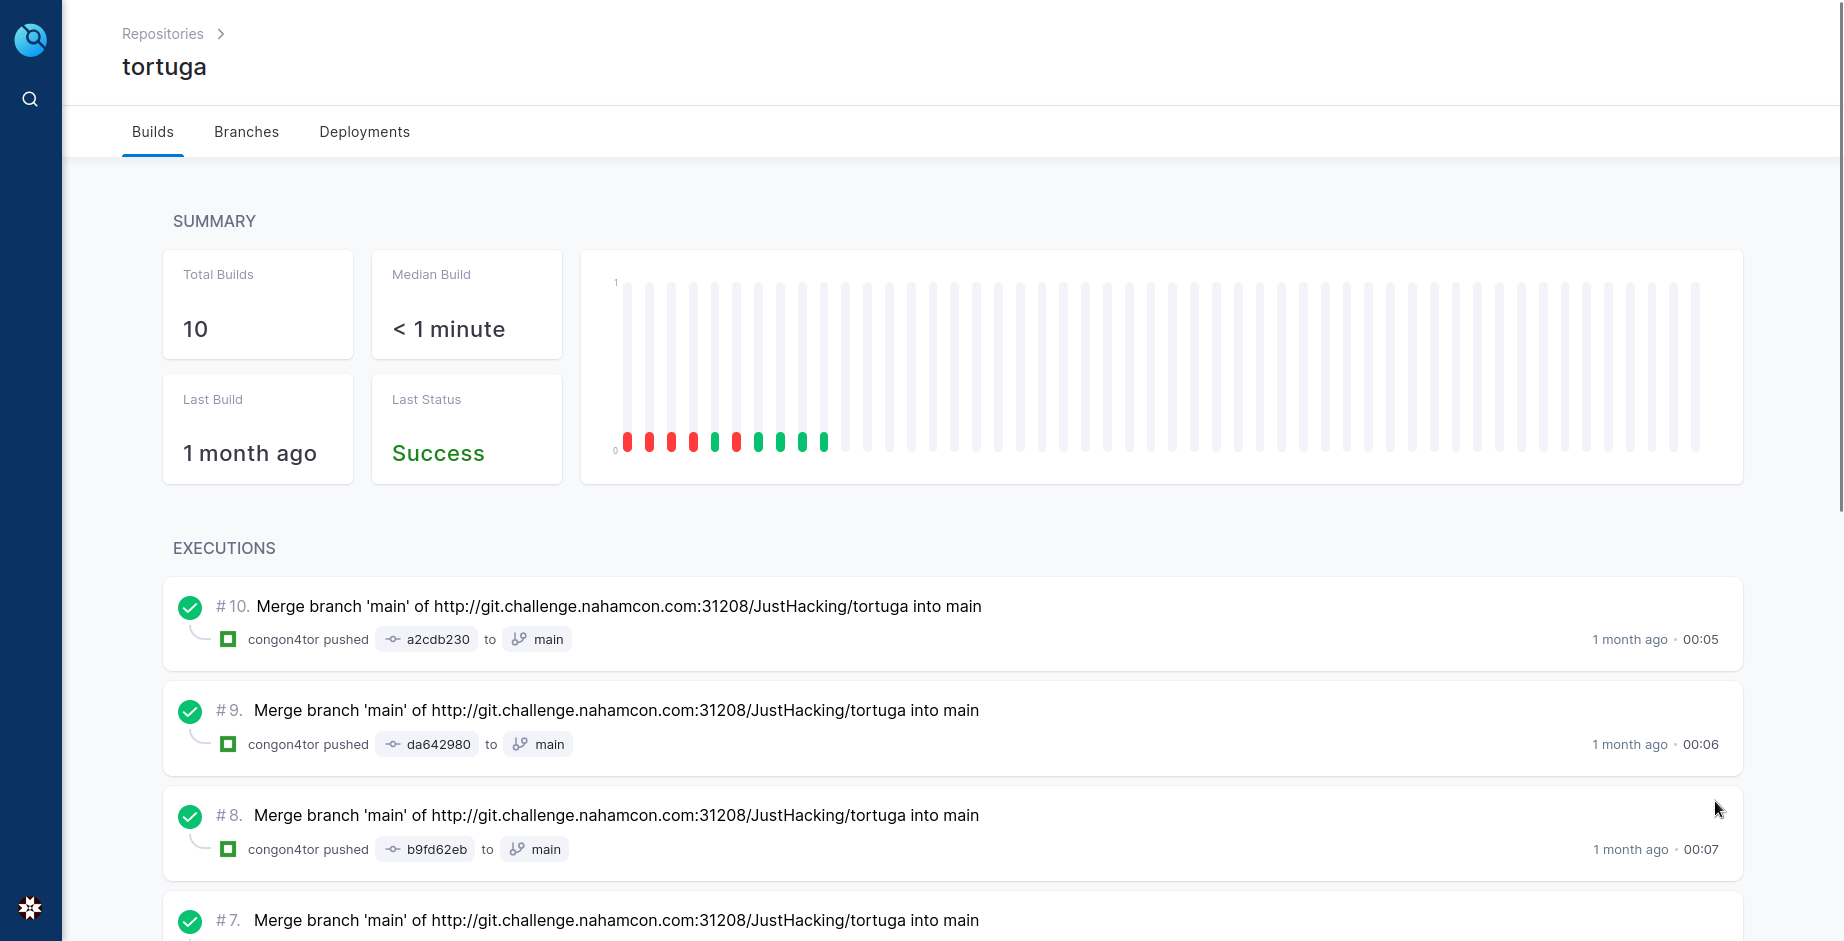 Repositories
tortuga
Builds Branches Deployments
SUMMARY
Total Builds
10
Median Build
< 1 minute
Last Build
1 month ago
Last Status
Success
1
0
EXECUTIONS
#10. Merge branch 'main' of http://git.challenge.nahamcon.com:31208/JustHacking/tortuga into main
congon4tor pushed a2cdb230 to main 1 month ago • 00:05
#9. Merge branch 'main' of http://git.challenge.nahamcon.com:31208/JustHacking/tortuga into main
congon4tor pushed da642980 to main 1 month ago • 00:06
#8. Merge branch 'main' of http://git.challenge.nahamcon.com:31208/JustHacking/tortuga into main
congon4tor pushed b9fd62eb to main 1 month ago • 00:07
#7. Merge branch 'main' of http://git.challenge.nahamcon.com:31208/JustHacking/tortuga into main